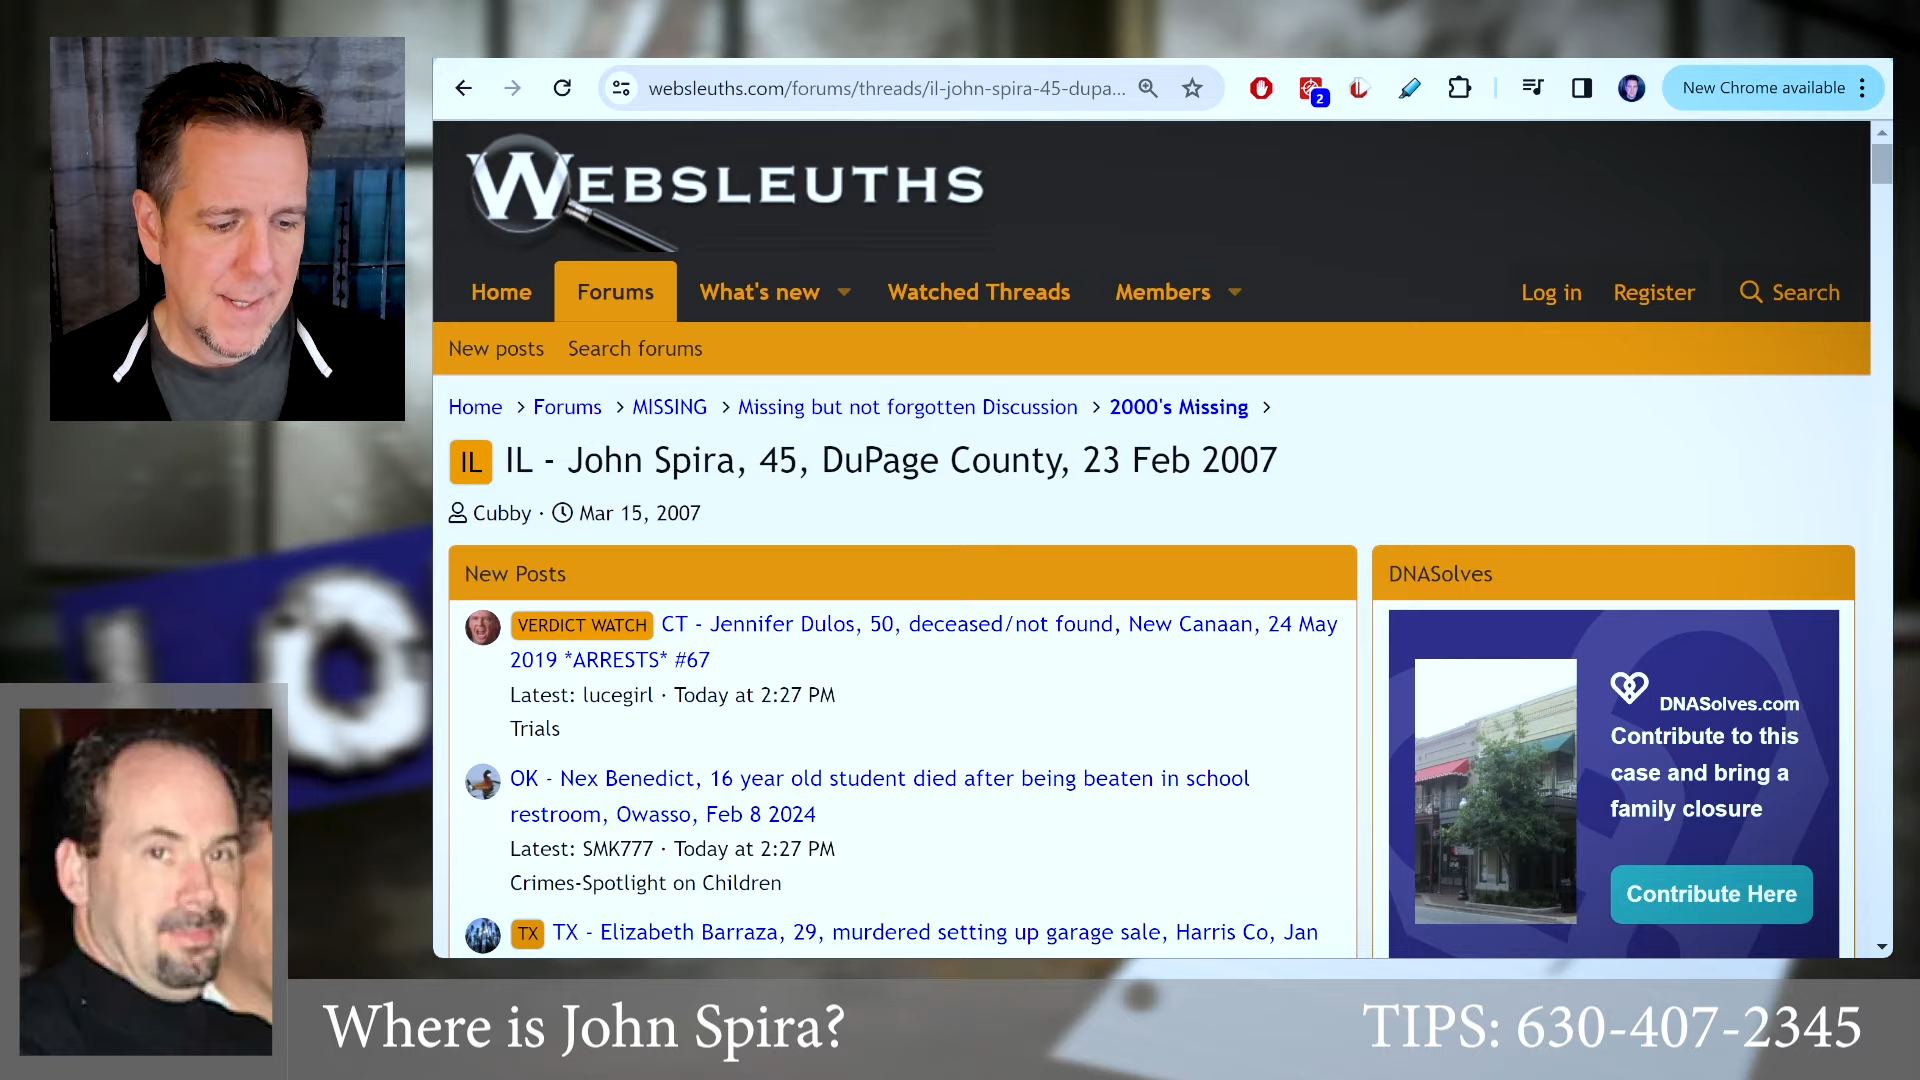 websleuths.com/forums/threads/il-john-spira-45-dupa...
2
New Chrome available
WEBSLEUTHS
Home Forums What's new Watched Threads Members Log in Register Search
New posts Search forums
Home > Forums > MISSING > Missing but not forgotten Discussion > 2000's Missing >
IL IL - John Spira, 45, DuPage County, 23 Feb 2007
Cubby · Mar 15, 2007
New Posts
VERDICT WATCH CT - Jennifer Dulos, 50, deceased/not found, New Canaan, 24 May
2019 *ARRESTS* #67
Latest: lucegirl · Today at 2:27 PM
Trials
OK - Nex Benedict, 16 year old student died after being beaten in school
restroom, Owasso, Feb 8 2024
Latest: SMK777 · Today at 2:27 PM
Crimes-Spotlight on Children
TX TX - Elizabeth Barraza, 29, murdered setting up garage sale, Harris Co, Jan
DNASolves
DNASolves.com
Contribute to this
case and bring a
family closure
Contribute Here
Where is John Spira?
TIPS: 630-407-2345